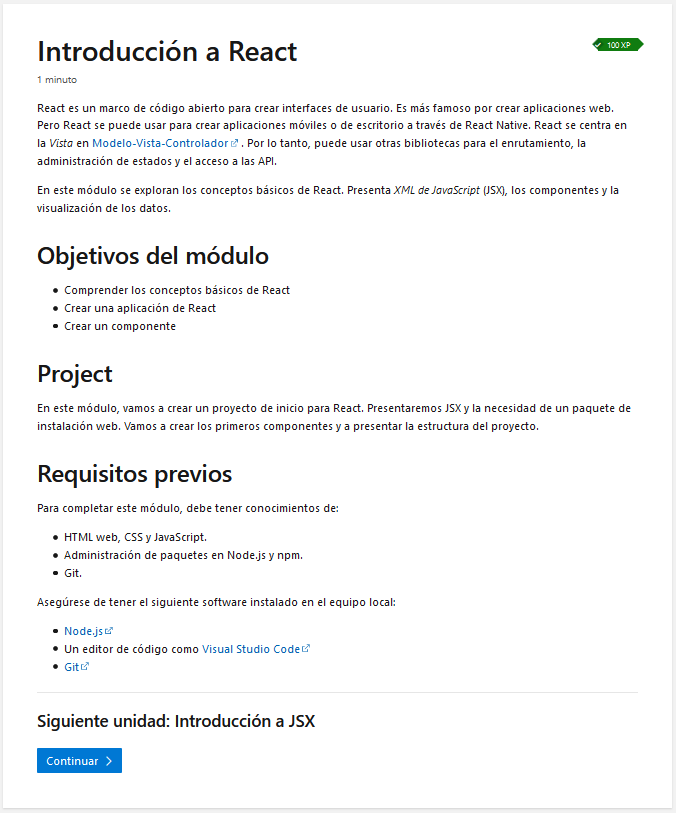 Introducción a React
100 XP
1 minuto
React es un marco de código abierto para crear interfaces de usuario. Es más famoso por crear aplicaciones web.
Pero React se puede usar para crear aplicaciones móviles o de escritorio a través de React Native. React se centra en
la Vista en Modelo-Vista-Controlador . Por lo tanto, puede usar otras bibliotecas para el enrutamiento, la
administración de estados y el acceso a las API.
En este módulo se exploran los conceptos básicos de React. Presenta XML de JavaScript (JSX), los componentes y la
visualización de los datos.
Objetivos del módulo
• Comprender los conceptos básicos de React
• Crear una aplicación de React
• Crear un componente
Project
En este módulo, vamos a crear un proyecto de inicio para React. Presentaremos JSX y la necesidad de un paquete de
instalación web. Vamos a crear los primeros componentes y a presentar la estructura del proyecto.
Requisitos previos
Para completar este módulo, debe tener conocimientos de:
• HTML web, CSS y JavaScript.
• Administración de paquetes en Node.js y npm.
• Git.
Asegúrese de tener el siguiente software instalado en el equipo local:
• Node.js
• Un editor de código como Visual Studio Code
• Git
Siguiente unidad: Introducción a JSX
Continuar